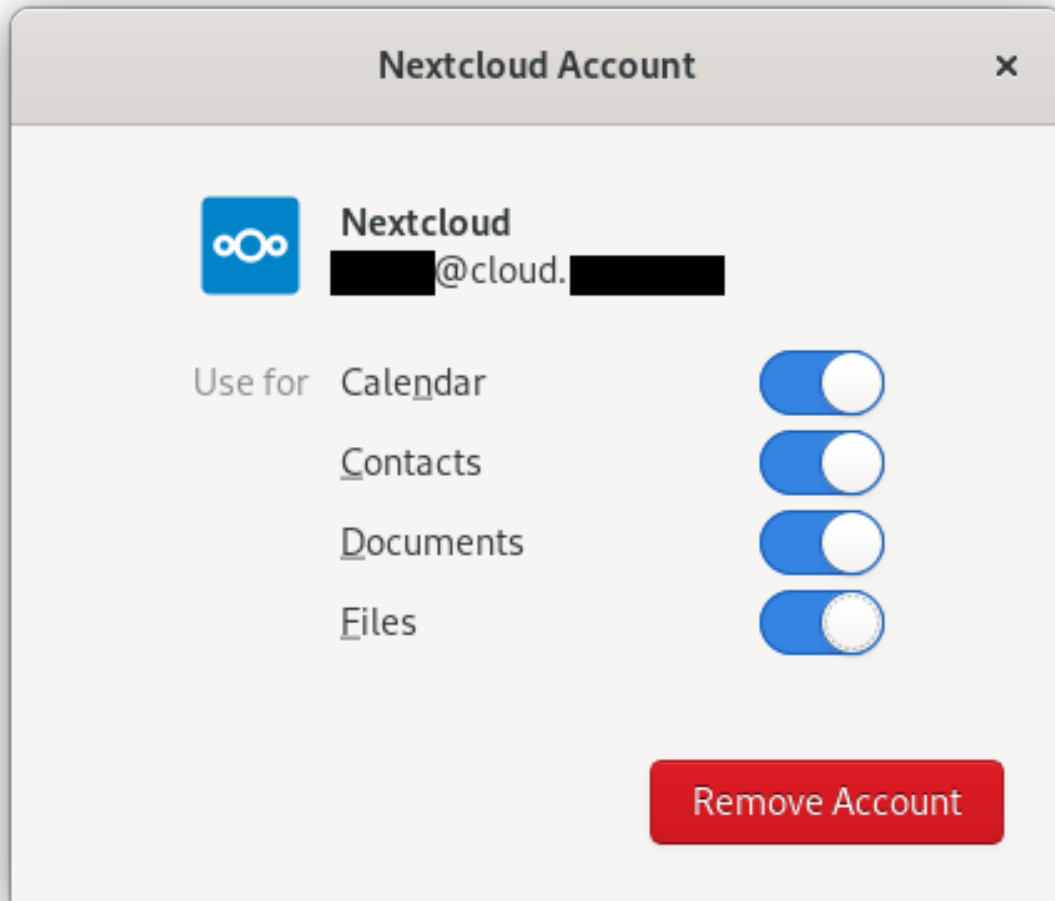 Nextcloud Account
Nextcloud
@cloud.
Use for Calendar
Contacts
Documents
Files
Remove Account